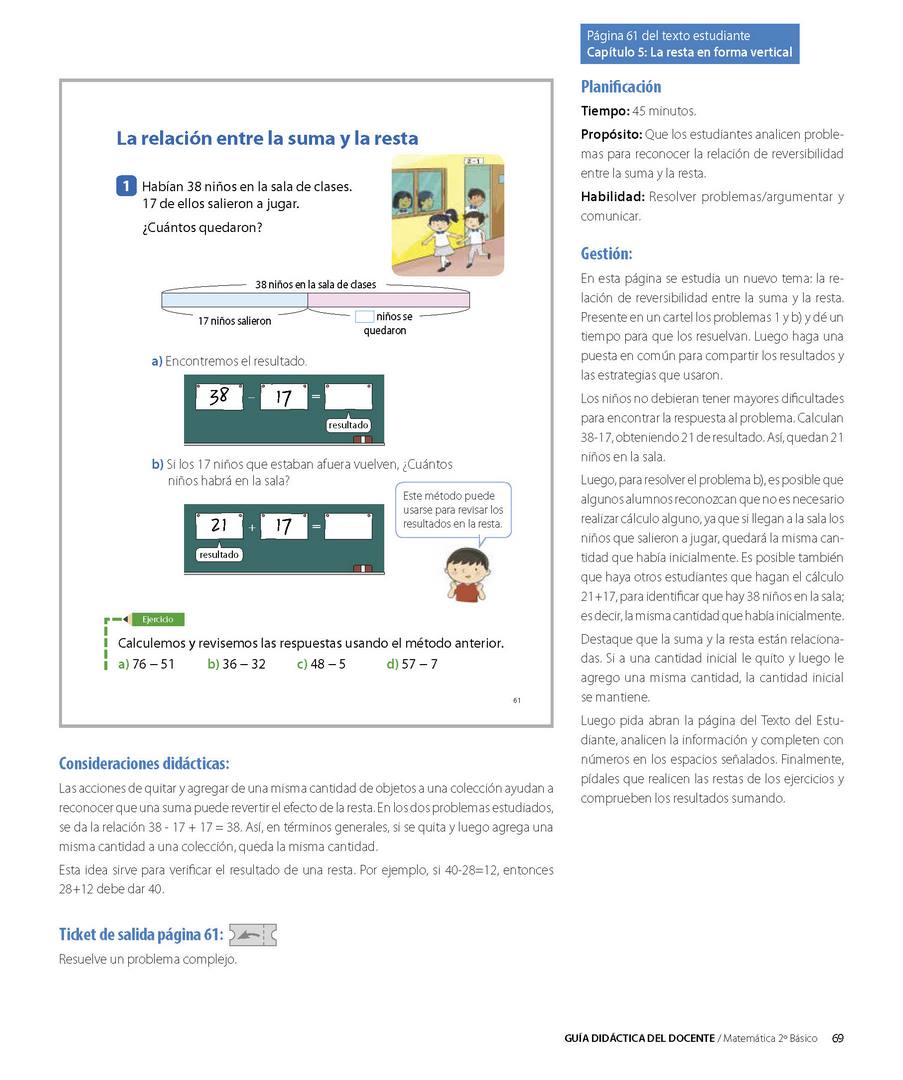 Página 61 del texto estudiante
Capítulo 5: La resta en forma vertical
La relación entre la suma y la resta
1 Habían 38 niños en la sala de clases.
17 de ellos salieron a jugar.
¿Cuántos quedaron?
2-1
38 niños en la sala de clases
17 niños salieron
niños se
quedaron
a) Encontremos el resultado.
38 – 17 =
resultado
b) Si los 17 niños que estaban afuera vuelven, ¿Cuántos
niños habrá en la sala?
21 + 17 =
resultado
Este método puede
usarse para revisar los
resultados en la resta.
Ejercicio
Calculemos y revisemos las respuestas usando el método anterior.
a) 76 – 51 b) 36 – 32 c) 48 – 5 d) 57 – 7
61
Consideraciones didácticas:
Las acciones de quitar y agregar de una misma cantidad de objetos a una colección ayudan a
reconocer que una suma puede revertir el efecto de la resta. En los dos problemas estudiados,
se da la relación 38 - 17 + 17 = 38. Así, en términos generales, si se quita y luego agrega una
misma cantidad a una colección, queda la misma cantidad.
Esta idea sirve para verificar el resultado de una resta. Por ejemplo, si 40-28=12, entonces
28+12 debe dar 40.
Ticket de salida página 61:
Resuelve un problema complejo.
Planificación
Tiempo: 45 minutos.
Propósito: Que los estudiantes analicen proble-
mas para reconocer la relación de reversibilidad
entre la suma y la resta.
Habilidad: Resolver problemas/argumentar y
comunicar.
Gestión:
En esta página se estudia un nuevo tema: la re-
lación de reversibilidad entre la suma y la resta.
Presente en un cartel los problemas 1 y b) y dé un
tiempo para que los resuelvan. Luego haga una
puesta en común para compartir los resultados y
las estrategias que usaron.
Los niños no debieran tener mayores dificultades
para encontrar la respuesta al problema. Calculan
38-17, obteniendo 21 de resultado. Así, quedan 21
niños en la sala.
Luego, para resolver el problema b), es posible que
algunos alumnos reconozcan que no es necesario
realizar cálculo alguno, ya que si llegan a la sala los
niños que salieron a jugar, quedará la misma can-
tidad que había inicialmente. Es posible también
que haya otros estudiantes que hagan el cálculo
21+17, para identificar que hay 38 niños en la sala;
es decir, la misma cantidad que había inicialmente.
Destaque que la suma y la resta están relaciona-
das. Si a una cantidad inicial le quito y luego le
agrego una misma cantidad, la cantidad inicial
se mantiene.
Luego pida abran la página del Texto del Estu-
diante, analicen la información y completen con
números en los espacios señalados. Finalmente,
pídales que realicen las restas de los ejercicios y
comprueben los resultados sumando.
GUÍA DIDÁCTICA DEL DOCENTE / Matemática 2º Básico 69